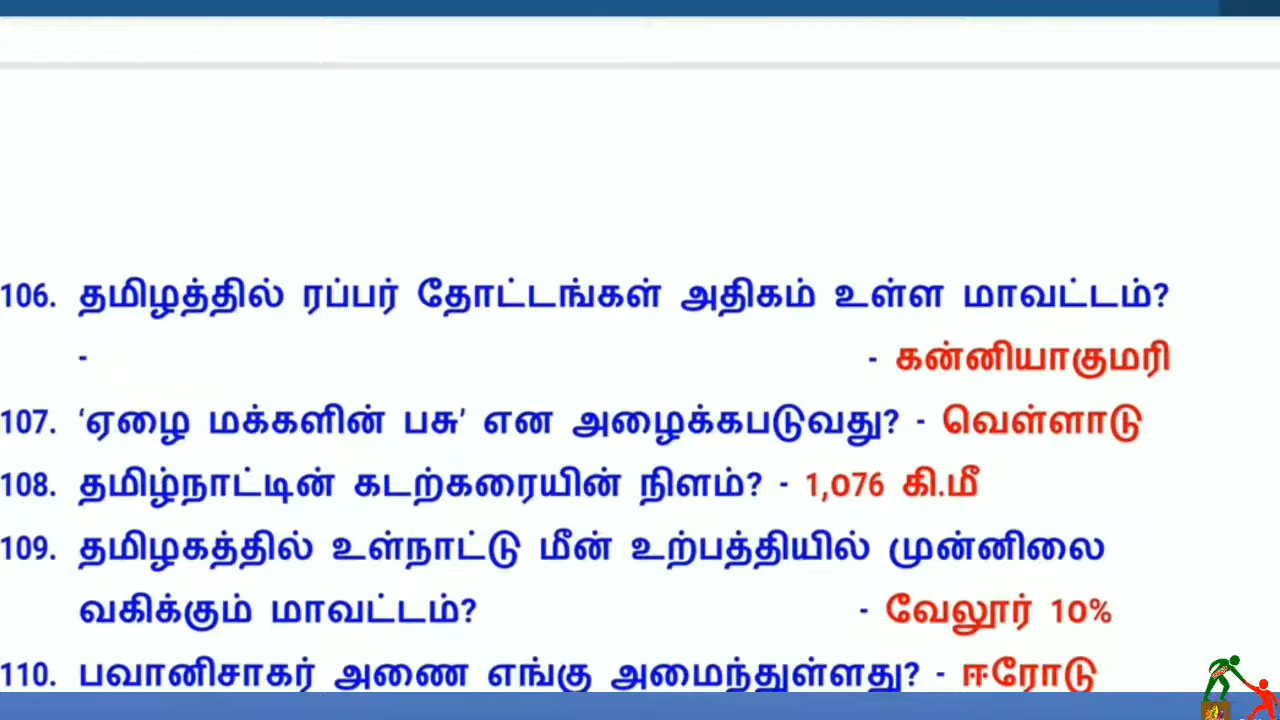 106. தமிழத்தில் ரப்பர் தோட்டங்கள் அதிகம் உள்ள மாவட்டம்?
- - கன்னியாகுமரி
107. ‘ஏழை மக்களின் பசு’ என அழைக்கபடுவது? - வெள்ளாடு
108. தமிழ்நாட்டின் கடற்கரையின் நிளம்? - 1,076 கி.மீ
109. தமிழகத்தில் உள்நாட்டு மீன் உற்பத்தியில் முன்னிலை
வகிக்கும் மாவட்டம்? - வேலூர் 10%
110. பவானிசாகர் அணை எங்கு அமைந்துள்ளது? - ஈரோடு